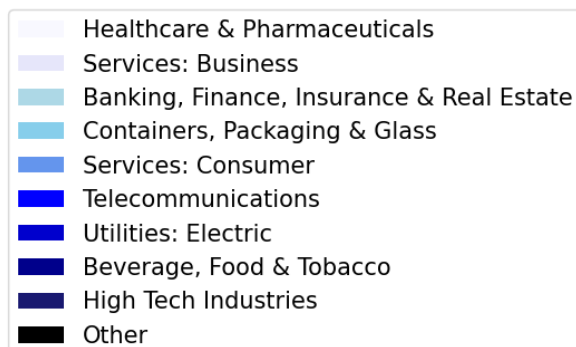 Healthcare & Pharmaceuticals
Services: Business
Banking, Finance, Insurance & Real Estate
Containers, Packaging & Glass
Services: Consumer
Telecommunications
Utilities: Electric
Beverage, Food & Tobacco
High Tech Industries
Other